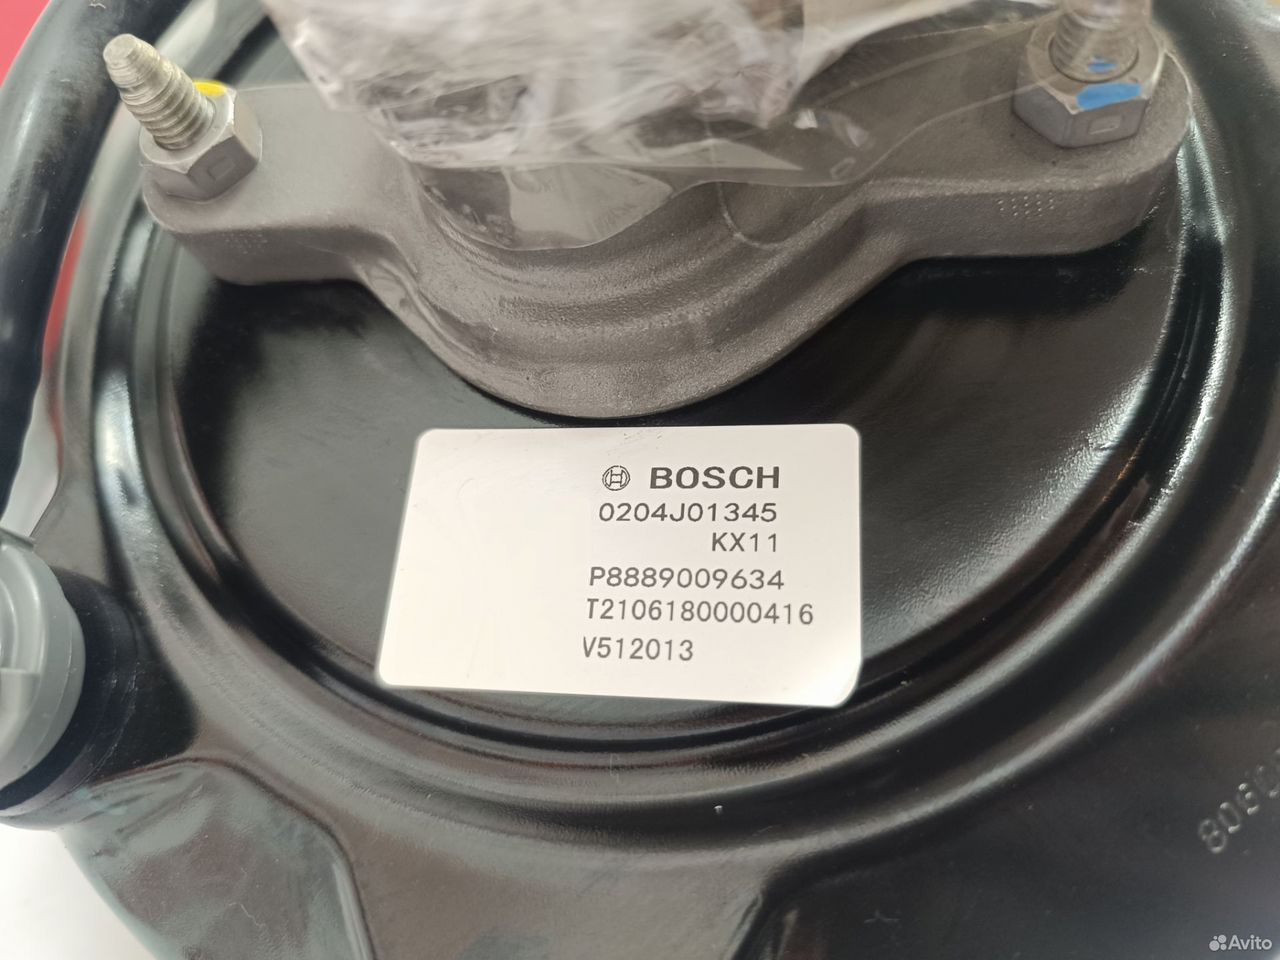 BOSCH
0204J01345
KX11
P8889009634
T2106180000416
V512013
Avito